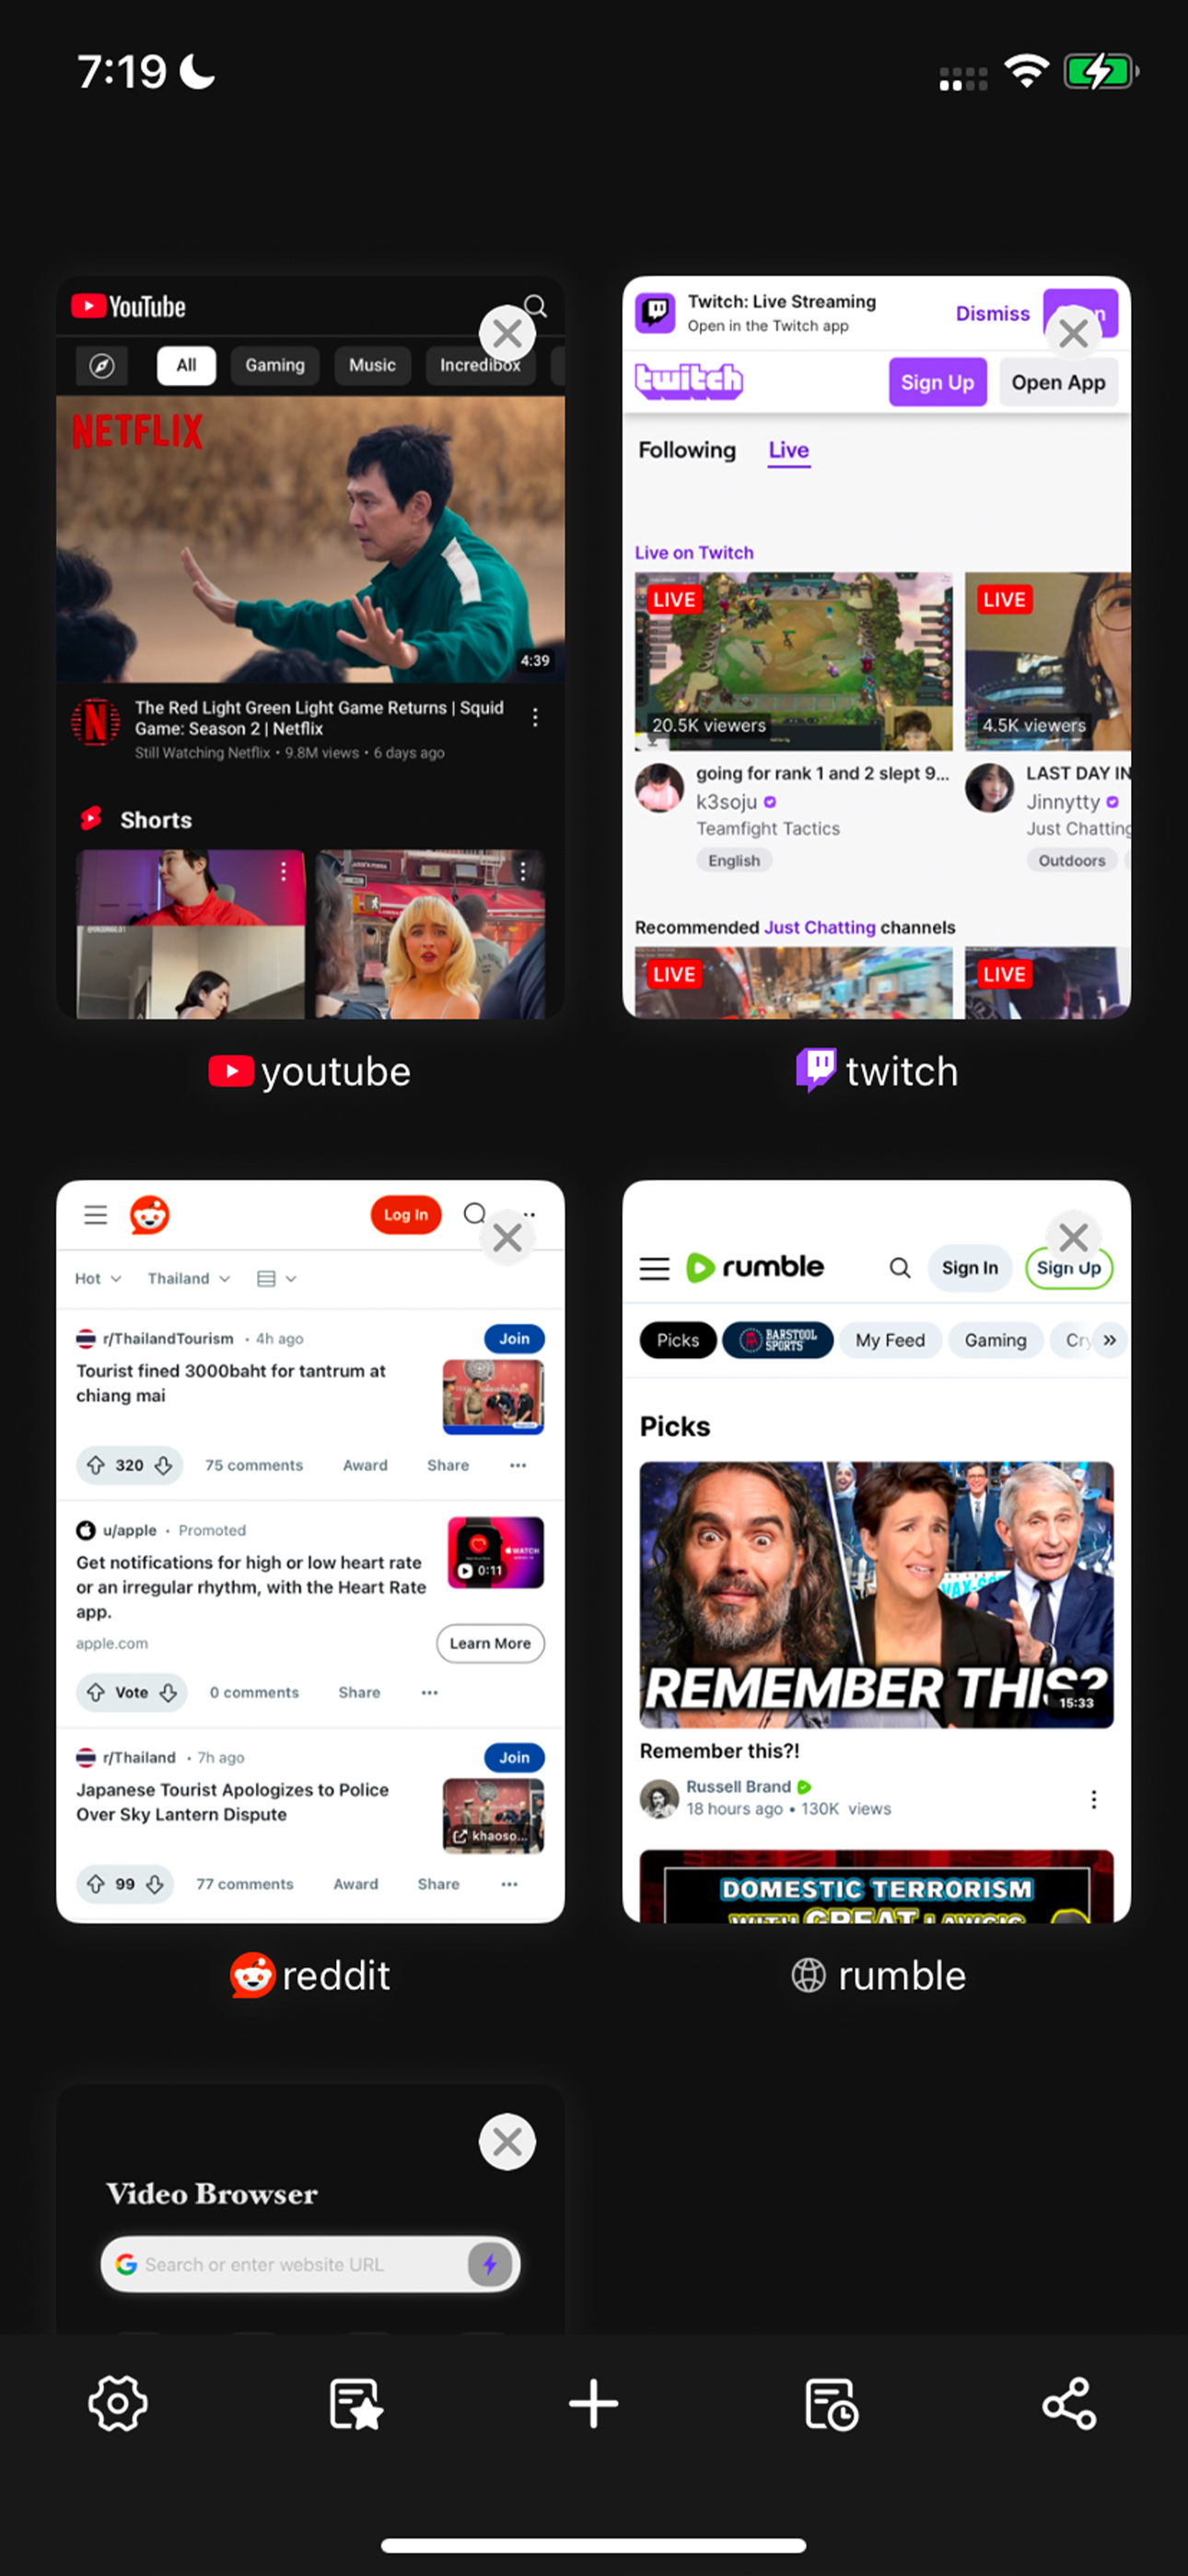 7:19
YouTube
All
Gaming
Music
Incredibox
NETFLIX
4:39
The Red Light Green Light Game Returns | Squid
Game: Season 2 | Netflix
Still Watching Netflix • 9.8M views • 6 days ago
Shorts
youtube
Twitch: Live Streaming
Open in the Twitch app
Dismiss
twitch
Sign Up
Open App
Following
Live
Live on Twitch
LIVE
20.5K viewers
LIVE
4.5K viewers
going for rank 1 and 2 slept 9...
k3soju
Teamfight Tactics
English
LAST DAY IN
Jinnytty
Just Chatting
Outdoors
Recommended Just Chatting channels
LIVE
LIVE
twitch
Log In
Hot
Thailand
r/ThailandTourism • 4h ago
Join
Tourist fined 3000baht for tantrum at
chiang mai
320
75 comments
Award
Share
u/apple • Promoted
Get notifications for high or low heart rate
or an irregular rhythm, with the Heart Rate
app.
WATCH
0:11
apple.com
Learn More
Vote
0 comments
Share
r/Thailand • 7h ago
Join
Japanese Tourist Apologizes to Police
Over Sky Lantern Dispute
khaoso...
99
77 comments
Award
Share
reddit
rumble
Sign In
Sign Up
Picks
BARSTOOL
SPORTS
My Feed
Gaming
Cry
Picks
REMEMBER THIS?
15:33
Remember this?!
Russell Brand
18 hours ago • 130K views
DOMESTIC TERRORISM
WITH GREAT LAWSIC
rumble
Video Browser
Search or enter website URL